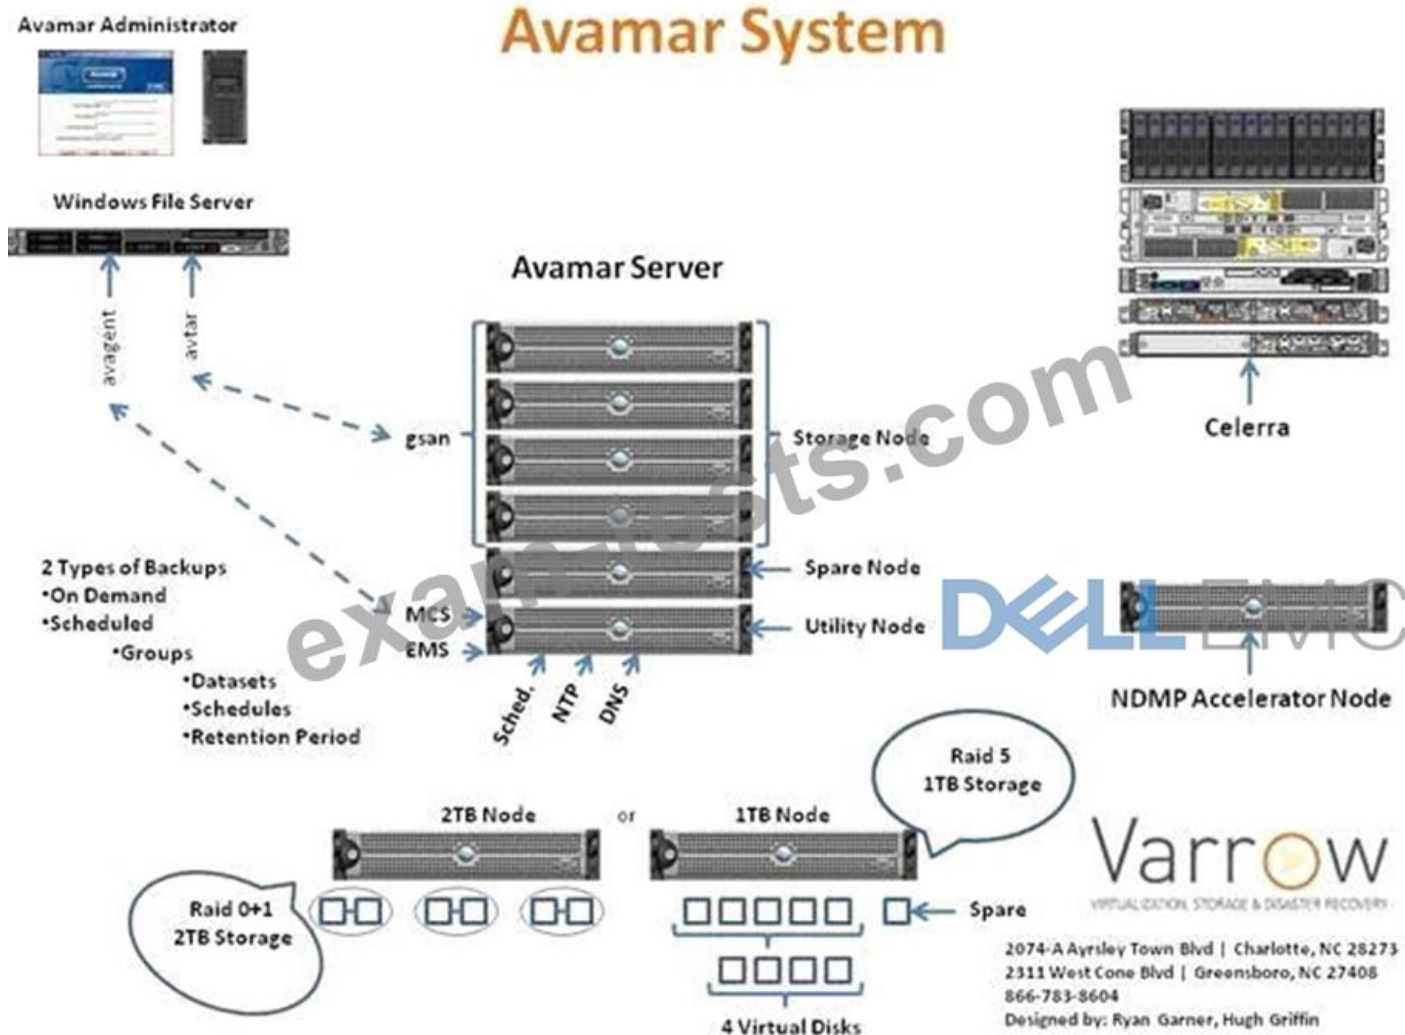 Avamar System
Avamar Administrator
Windows File Server
avagent
avtar
Avamar Server
gsan
Storage Node
Celerra
2 Types of Backups
•On Demand
•Scheduled
•Groups
•Datasets
•Schedules
•Retention Period
MCS
EMS
Spare Node
Utility Node
Sched.
NTP
DNS
NDMP Accelerator Node
DELL EMC
exam-tests.com
2TB Node
or
1TB Node
Raid 5
1TB Storage
Raid 0+1
2TB Storage
Spare
4 Virtual Disks
Varrow
VIRTUALIZATION, STORAGE & DISASTER RECOVERY
2074-A Ayrsley Town Blvd | Charlotte, NC 28273
2311 West Cone Blvd | Greensboro, NC 27408
866-783-8604
Designed by: Ryan Garner, Hugh Griffin